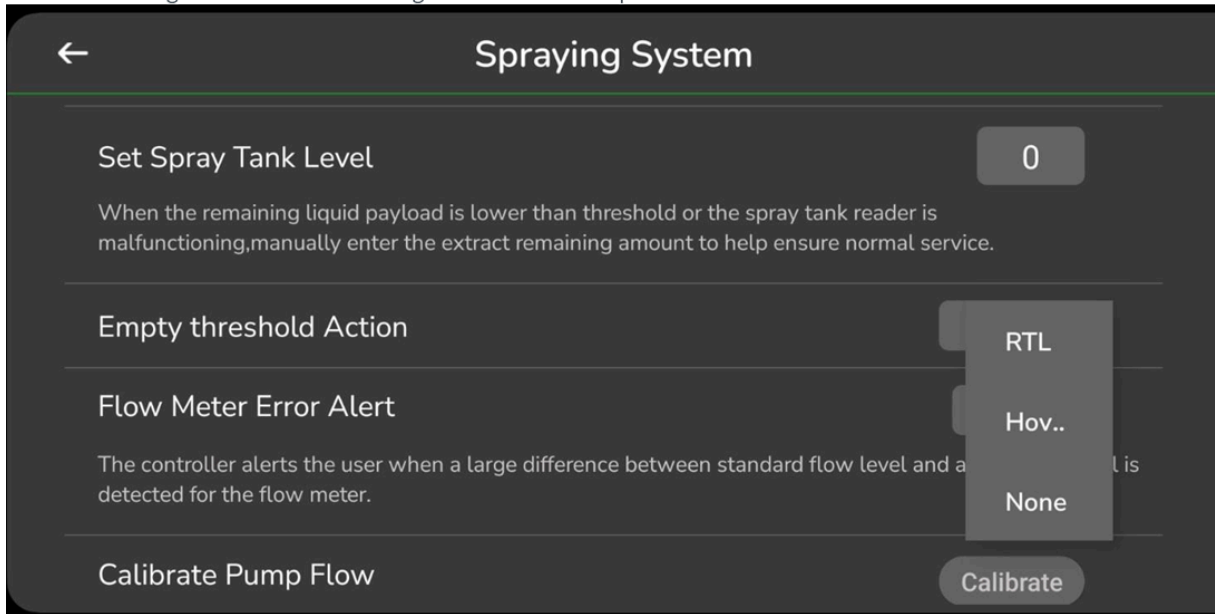 Spraying System
Set Spray Tank Level
0
When the remaining liquid payload is lower than threshold or the spray tank reader is
malfunctioning,manually enter the extract remaining amount to help ensure normal service.
Empty threshold Action
RTL
Flow Meter Error Alert
Hov..
The controller alerts the user when a large difference between standard flow level and a
l is
detected for the flow meter.
None
Calibrate Pump Flow
Calibrate